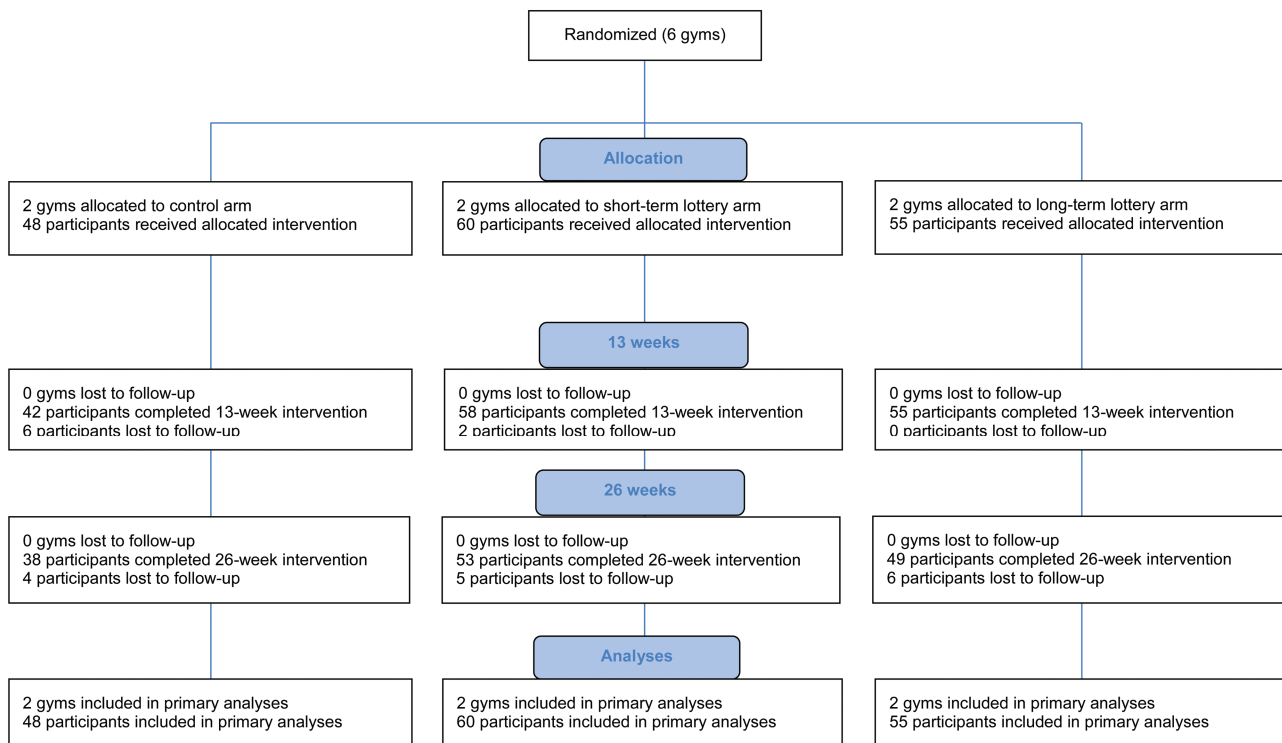 Randomized (6 gyms)
Allocation
2 gyms allocated to control arm
48 participants received allocated intervention
2 gyms allocated to short-term lottery arm
60 participants received allocated intervention
2 gyms allocated to long-term lottery arm
55 participants received allocated intervention
13 weeks
0 gyms lost to follow-up
42 participants completed 13-week intervention
6 participants lost to follow-up
0 gyms lost to follow-up
58 participants completed 13-week intervention
2 participants lost to follow-up
0 gyms lost to follow-up
55 participants completed 13-week intervention
0 participants lost to follow-up
26 weeks
0 gyms lost to follow-up
38 participants completed 26-week intervention
4 participants lost to follow-up
0 gyms lost to follow-up
53 participants completed 26-week intervention
5 participants lost to follow-up
0 gyms lost to follow-up
49 participants completed 26-week intervention
6 participants lost to follow-up
Analyses
2 gyms included in primary analyses
48 participants included in primary analyses
2 gyms included in primary analyses
60 participants included in primary analyses
2 gyms included in primary analyses
55 participants included in primary analyses